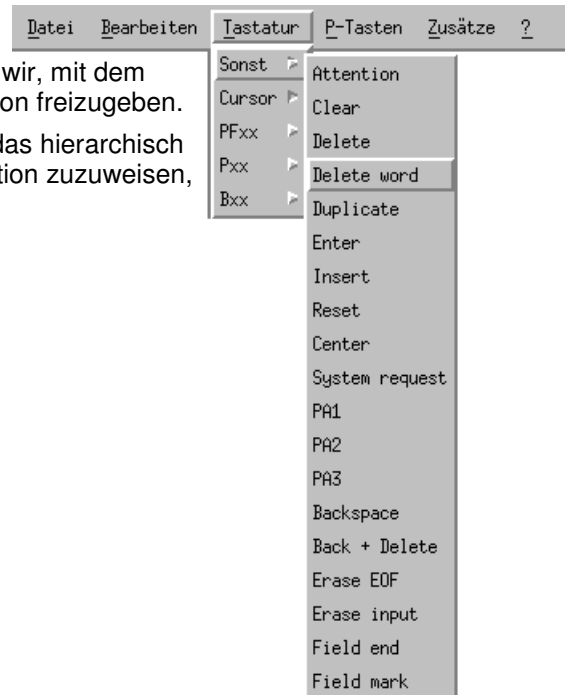 Datei Bearbeiten Tastatur P-Tasten Zusätze ?
wir, mit dem
on freizugeben.
das hierarchisch
tion zuzuweisen,
Sonst
Cursor
PFxx
Pxx
Bxx
Attention
Clear
Delete
Delete word
Duplicate
Enter
Insert
Reset
Center
System request
PA1
PA2
PA3
Backspace
Back + Delete
Erase EOF
Erase input
Field end
Field mark